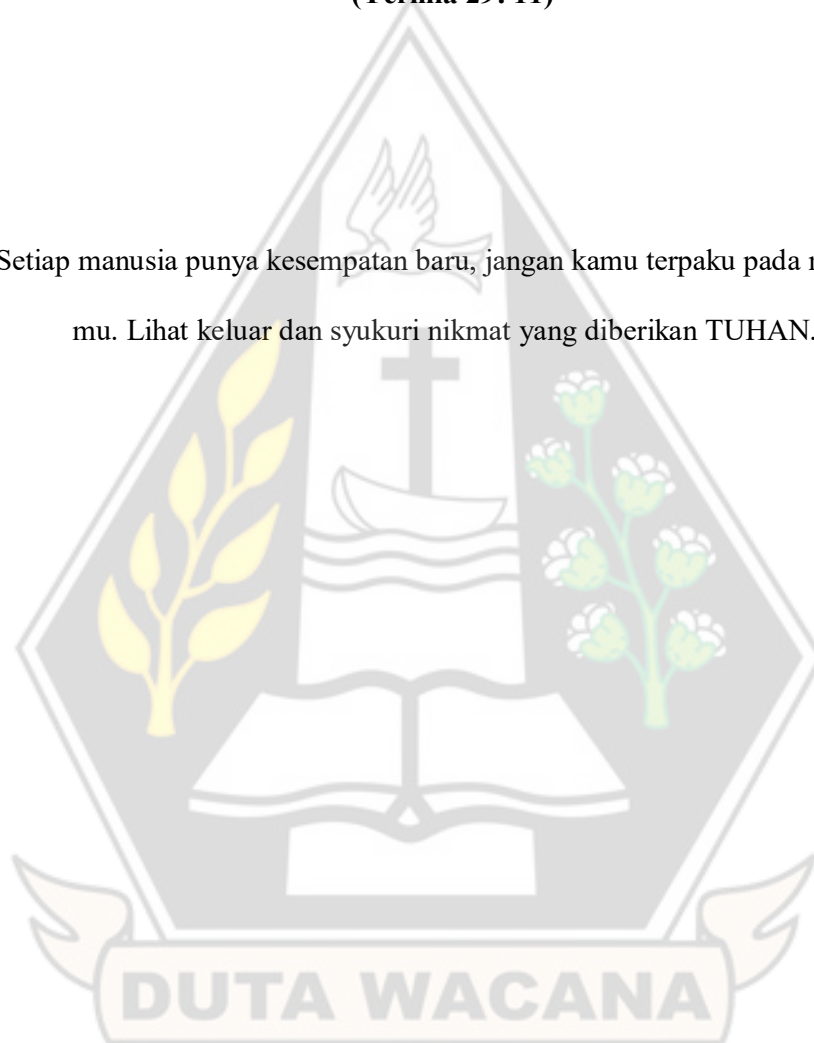 29: 11)
Setiap manusia punya kesempatan baru, jangan kamu terpaku pada
mu. Lihat keluar dan syukuri nikmat yang diberikan TUHAN.
DUTA WACANA